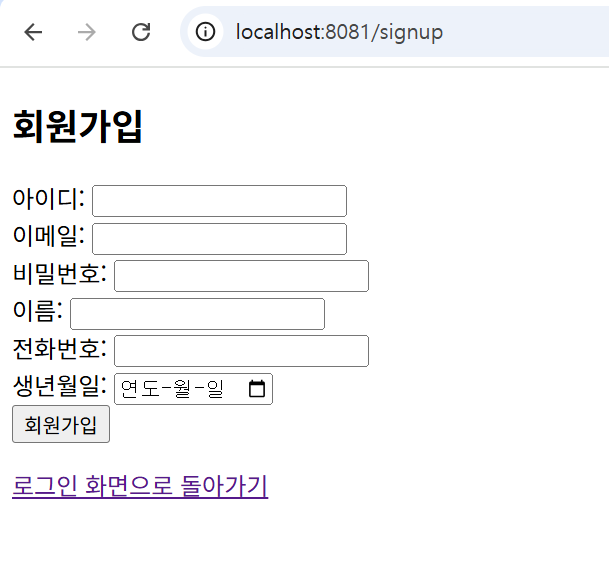 localhost:8081/signup
회원가입
아이디:
이메일:
비밀번호:
이름:
전화번호:
생년월일: 연도-월-일
회원가입
로그인 화면으로 돌아가기